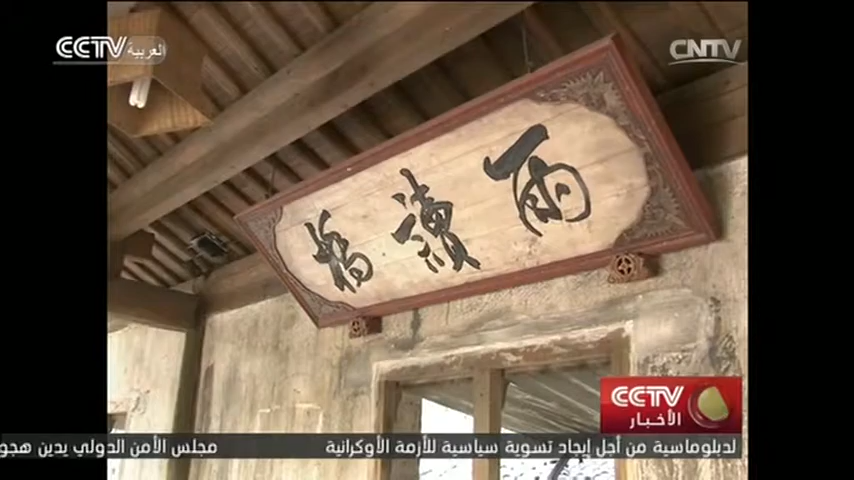 CCTV العربية
CNTV
雨讀
CCTV
الأخبار
لدبلوماسية من أجل إيجاد تسوية سياسية للأزمة الأوكرانية مجلس الأمن الدولي يدين هجو